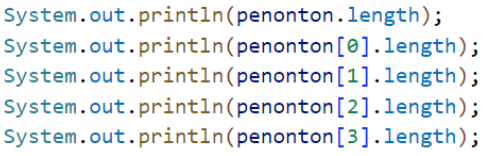 System.out.println(penonton.length);
System.out.println(penonton[0].length);
System.out.println(penonton[1].length);
System.out.println(penonton[2].length);
System.out.println(penonton[3].length);